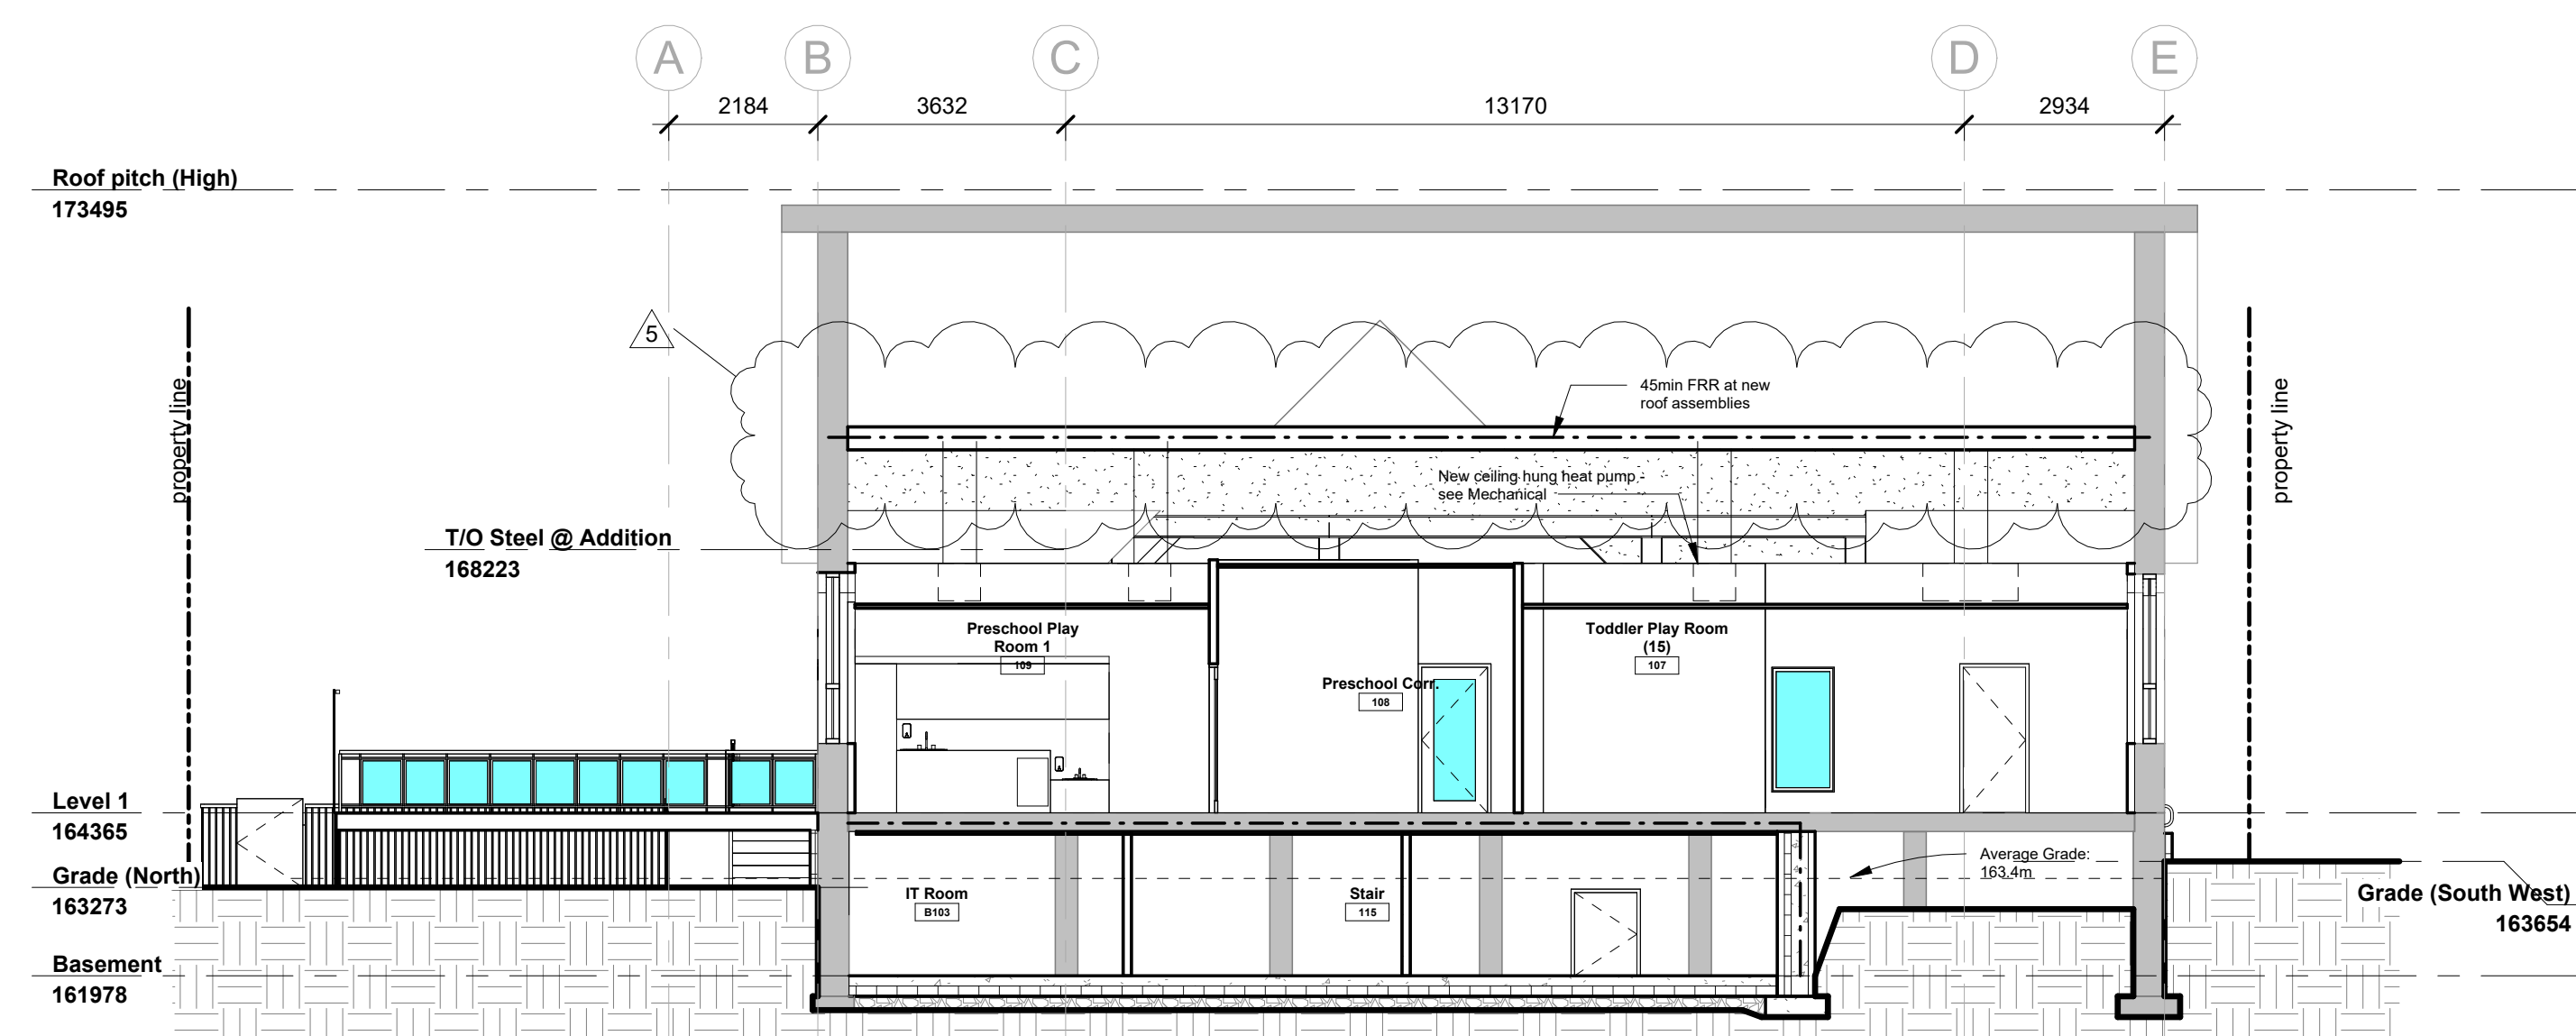 A B C D E
2184 3632 13170 2934
Roof pitch (High)
173495
5
property line
property line
45min FRR at new
roof assemblies
New ceiling hung heat pump -
see Mechanical
T/O Steel @ Addition
168223
Preschool Play
Room 1
109
Toddler Play Room
(15)
107
Preschool Corr.
108
Level 1
164365
Average Grade:
163.4m
Grade (North)
163273
IT Room
B103
Stair
115
Grade (South West)
163654
Basement
161978